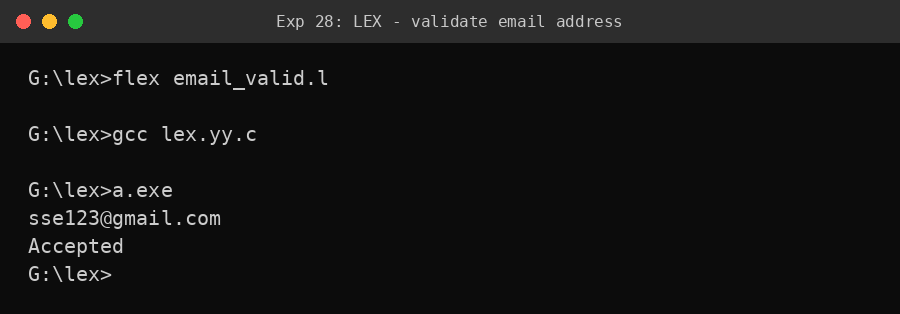 Exp 28: LEX - validate email address
G:\lex>flex email_valid.l
G:\lex>gcc lex.yy.c
G:\lex>a.exe
sse123@gmail.com
Accepted
G:\lex>